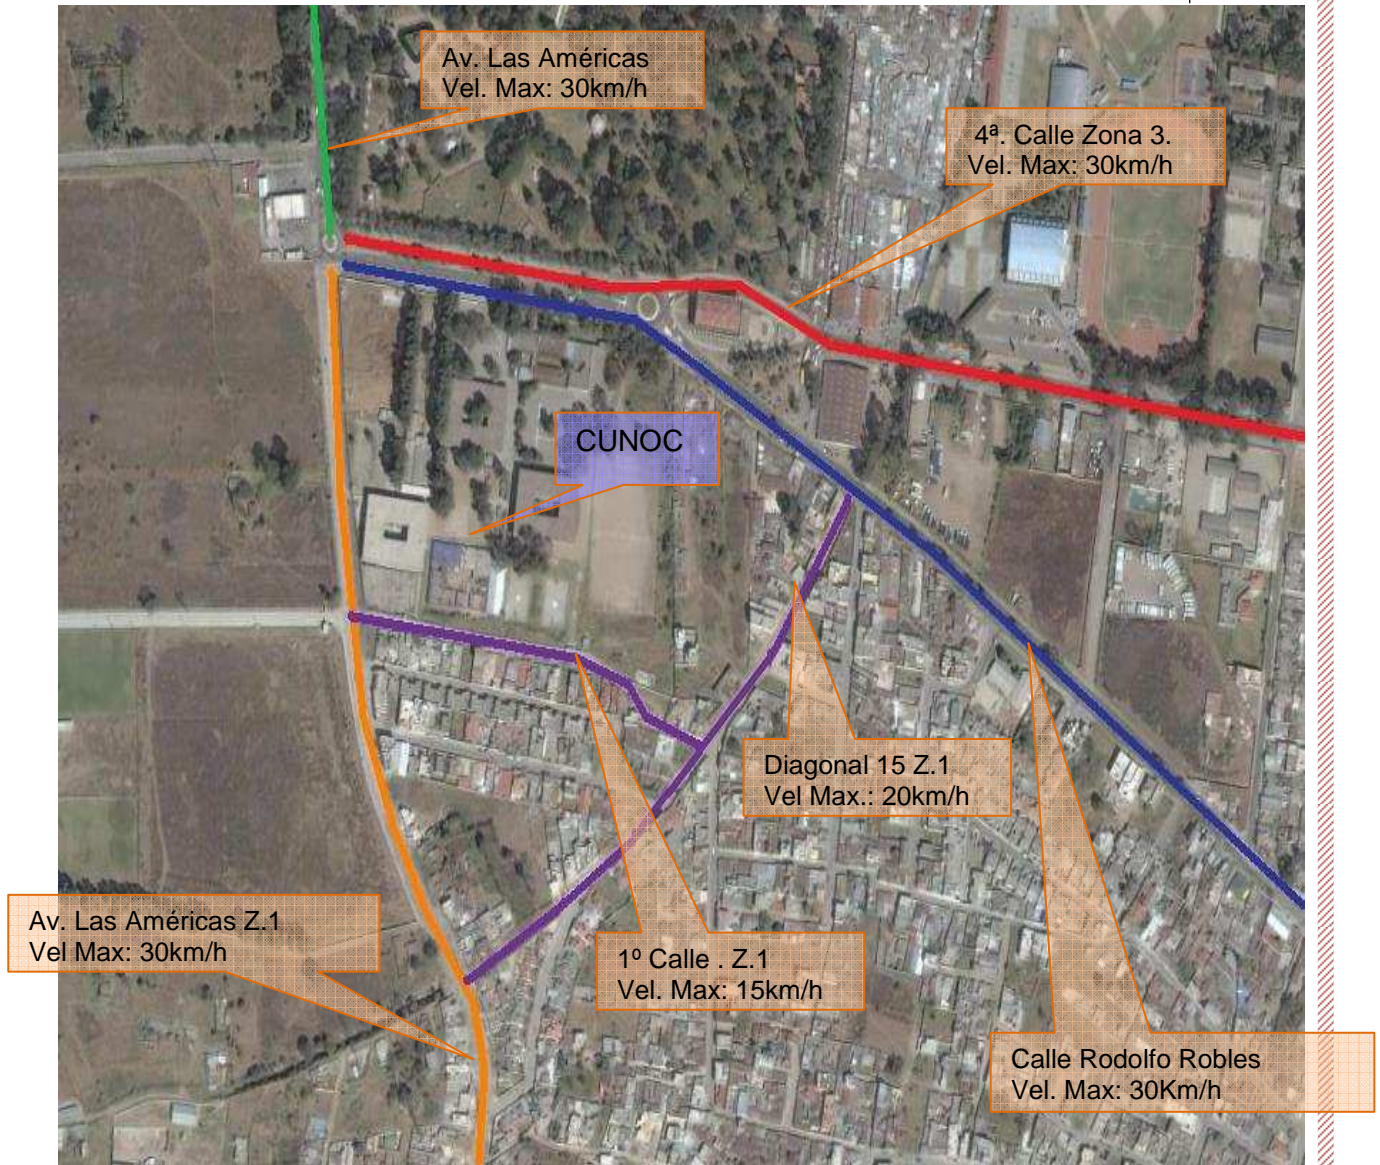 Av. Las Américas
Vel. Max: 30km/h
4ª. Calle Zona 3.
Vel. Max: 30km/h
CUNOC
Diagonal 15 Z.1
Vel Max.: 20km/h
Av. Las Américas Z.1
Vel Max: 30km/h
1º Calle . Z.1
Vel. Max: 15km/h
Calle Rodolfo Robles
Vel. Max: 30Km/h